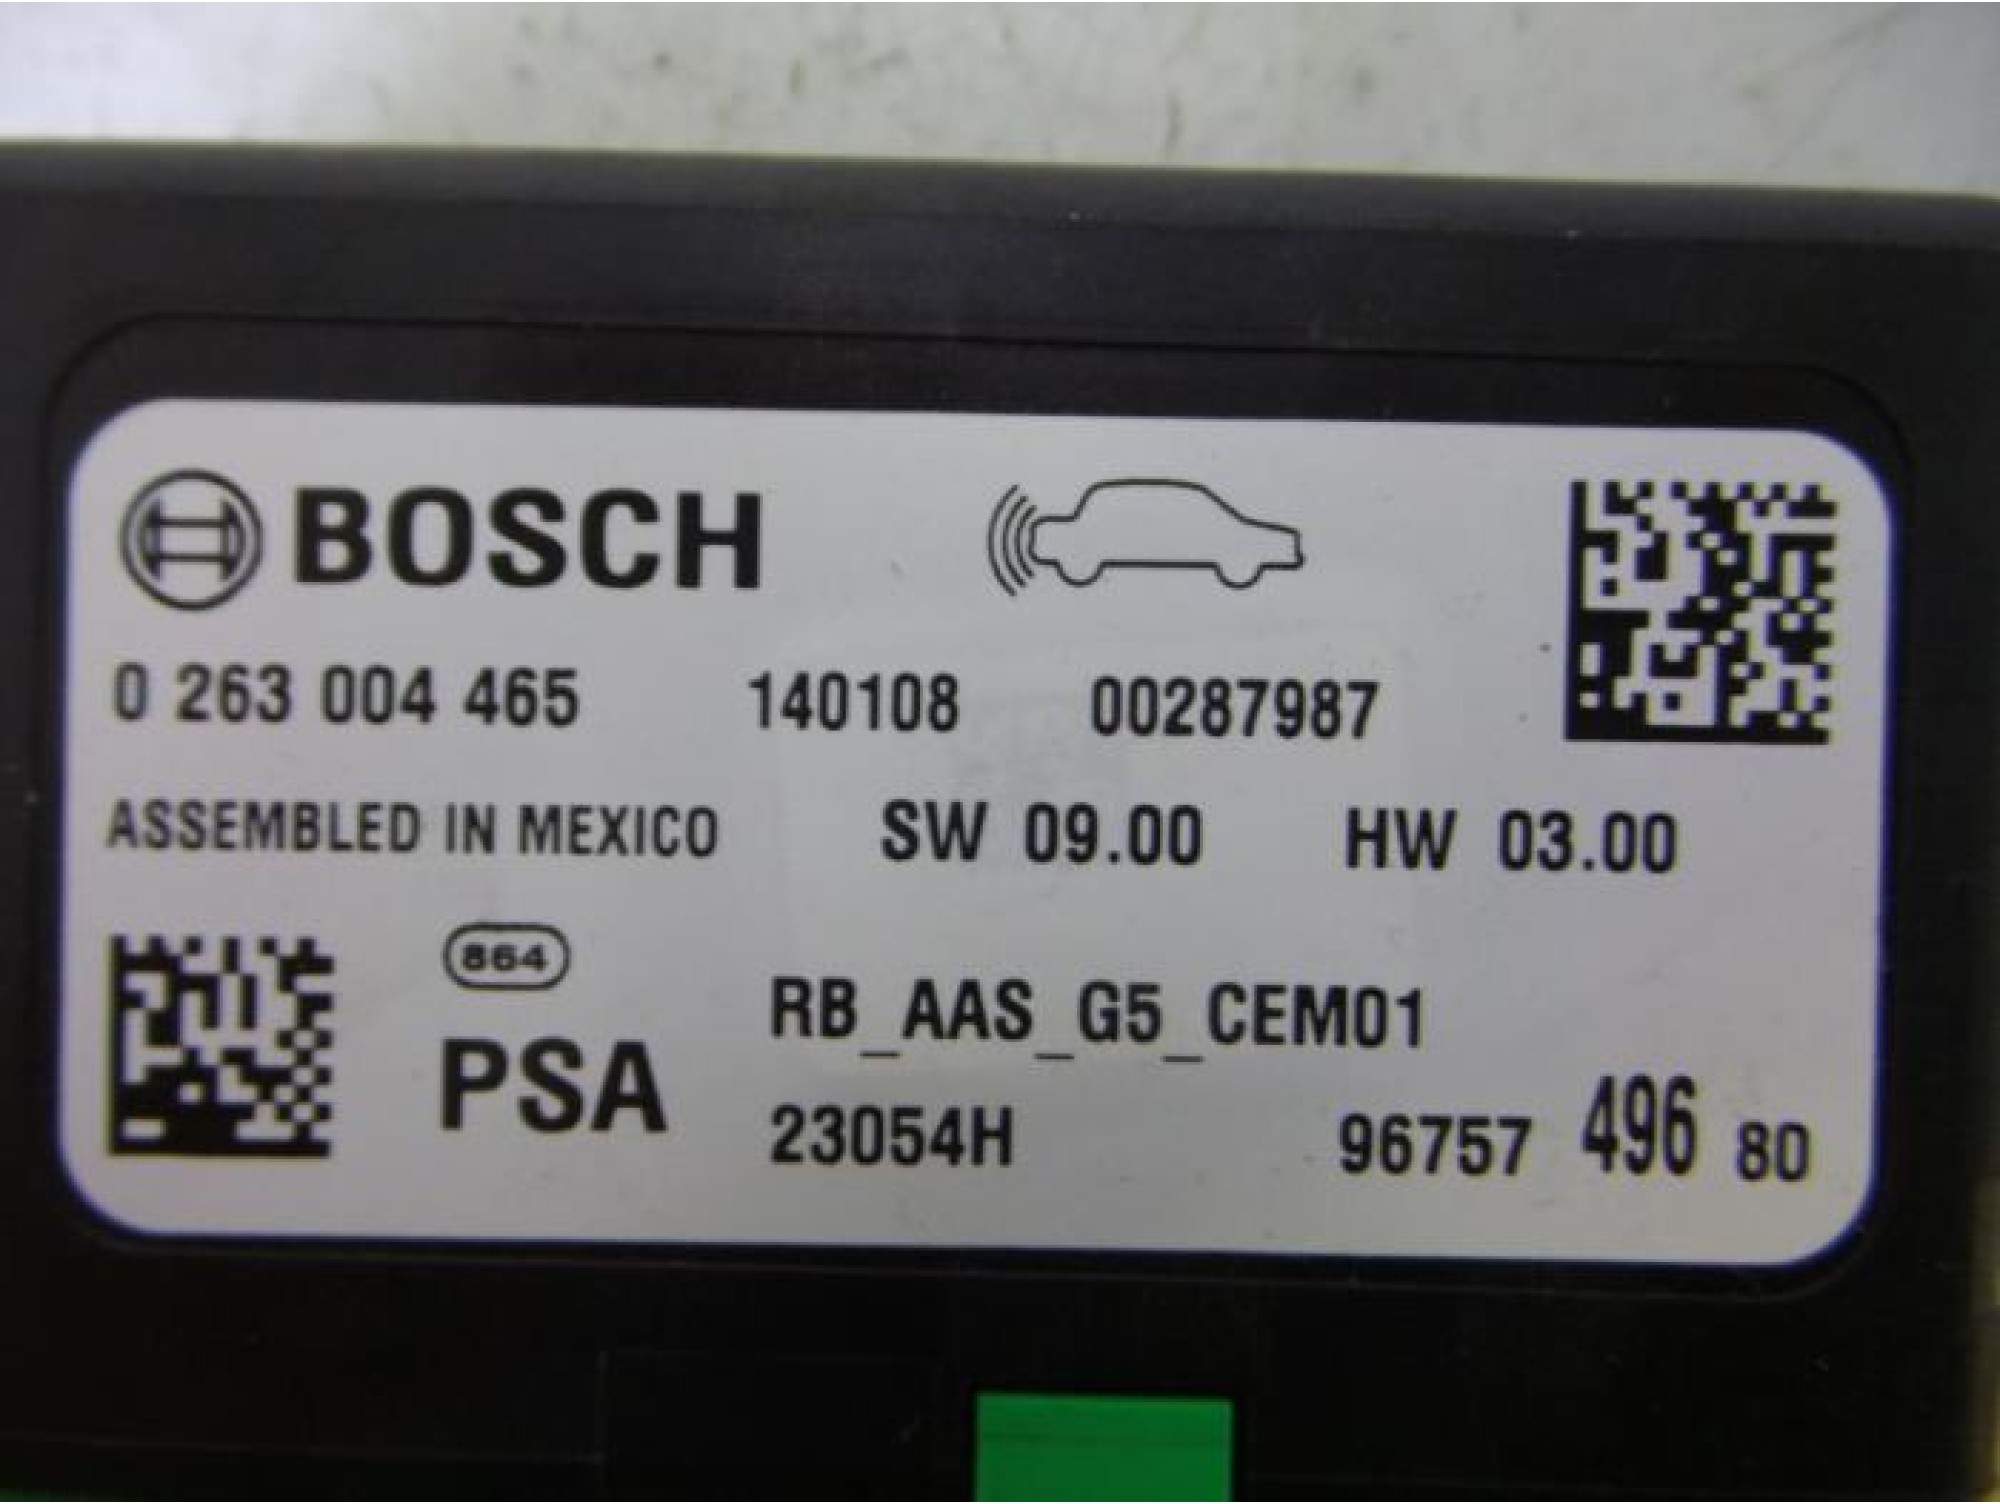 BOSCH
0 263 004 465 140108 00287987
ASSEMBLED IN MEXICO SW 09.00 HW 03.00
864
PSA
RB_AAS_G5_CEM01
23054H 96757 496 80